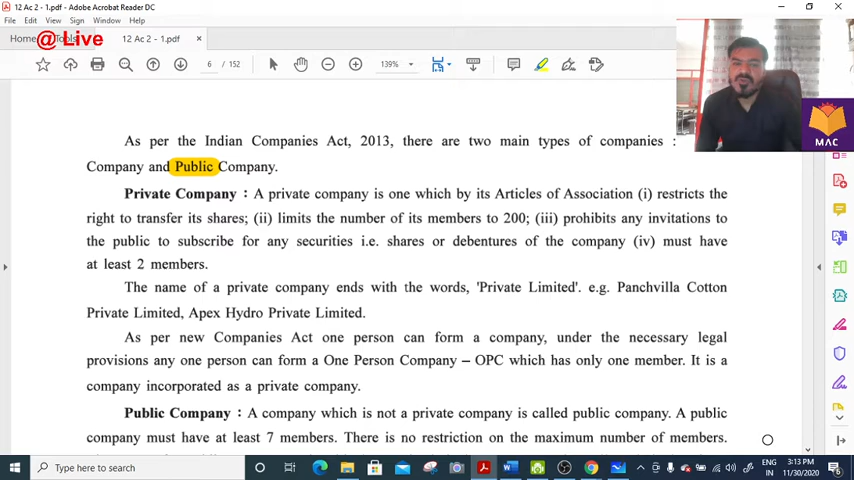 12 Ac 2 - 1.pdf - Adobe Acrobat Reader DC
File Edit View Sign Window Help
Home Tools 12 Ac 2 - 1.pdf
@ Live
6 / 152 139%
As per the Indian Companies Act, 2013, there are two main types of companies :
Company and Public Company.
Private Company : A private company is one which by its Articles of Association (i) restricts the
right to transfer its shares; (ii) limits the number of its members to 200; (iii) prohibits any invitations to
the public to subscribe for any securities i.e. shares or debentures of the company (iv) must have
at least 2 members.
The name of a private company ends with the words, 'Private Limited'. e.g. Panchvilla Cotton
Private Limited, Apex Hydro Private Limited.
As per new Companies Act one person can form a company, under the necessary legal
provisions any one person can form a One Person Company – OPC which has only one member. It is a
company incorporated as a private company.
Public Company : A company which is not a private company is called public company. A public
company must have at least 7 members. There is no restriction on the maximum number of members.
MAC
Type here to search
ENG
IN
3:13 PM
11/30/2020
5